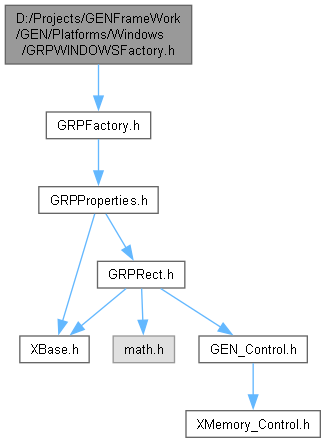 D:/Projects/GENFrameWork
/GEN/Platforms/Windows
/GRPWINDOWSFactory.h
GRPFactory.h
GRPProperties.h
GRPRect.h
XBase.h
math.h
GEN_Control.h
XMemory_Control.h